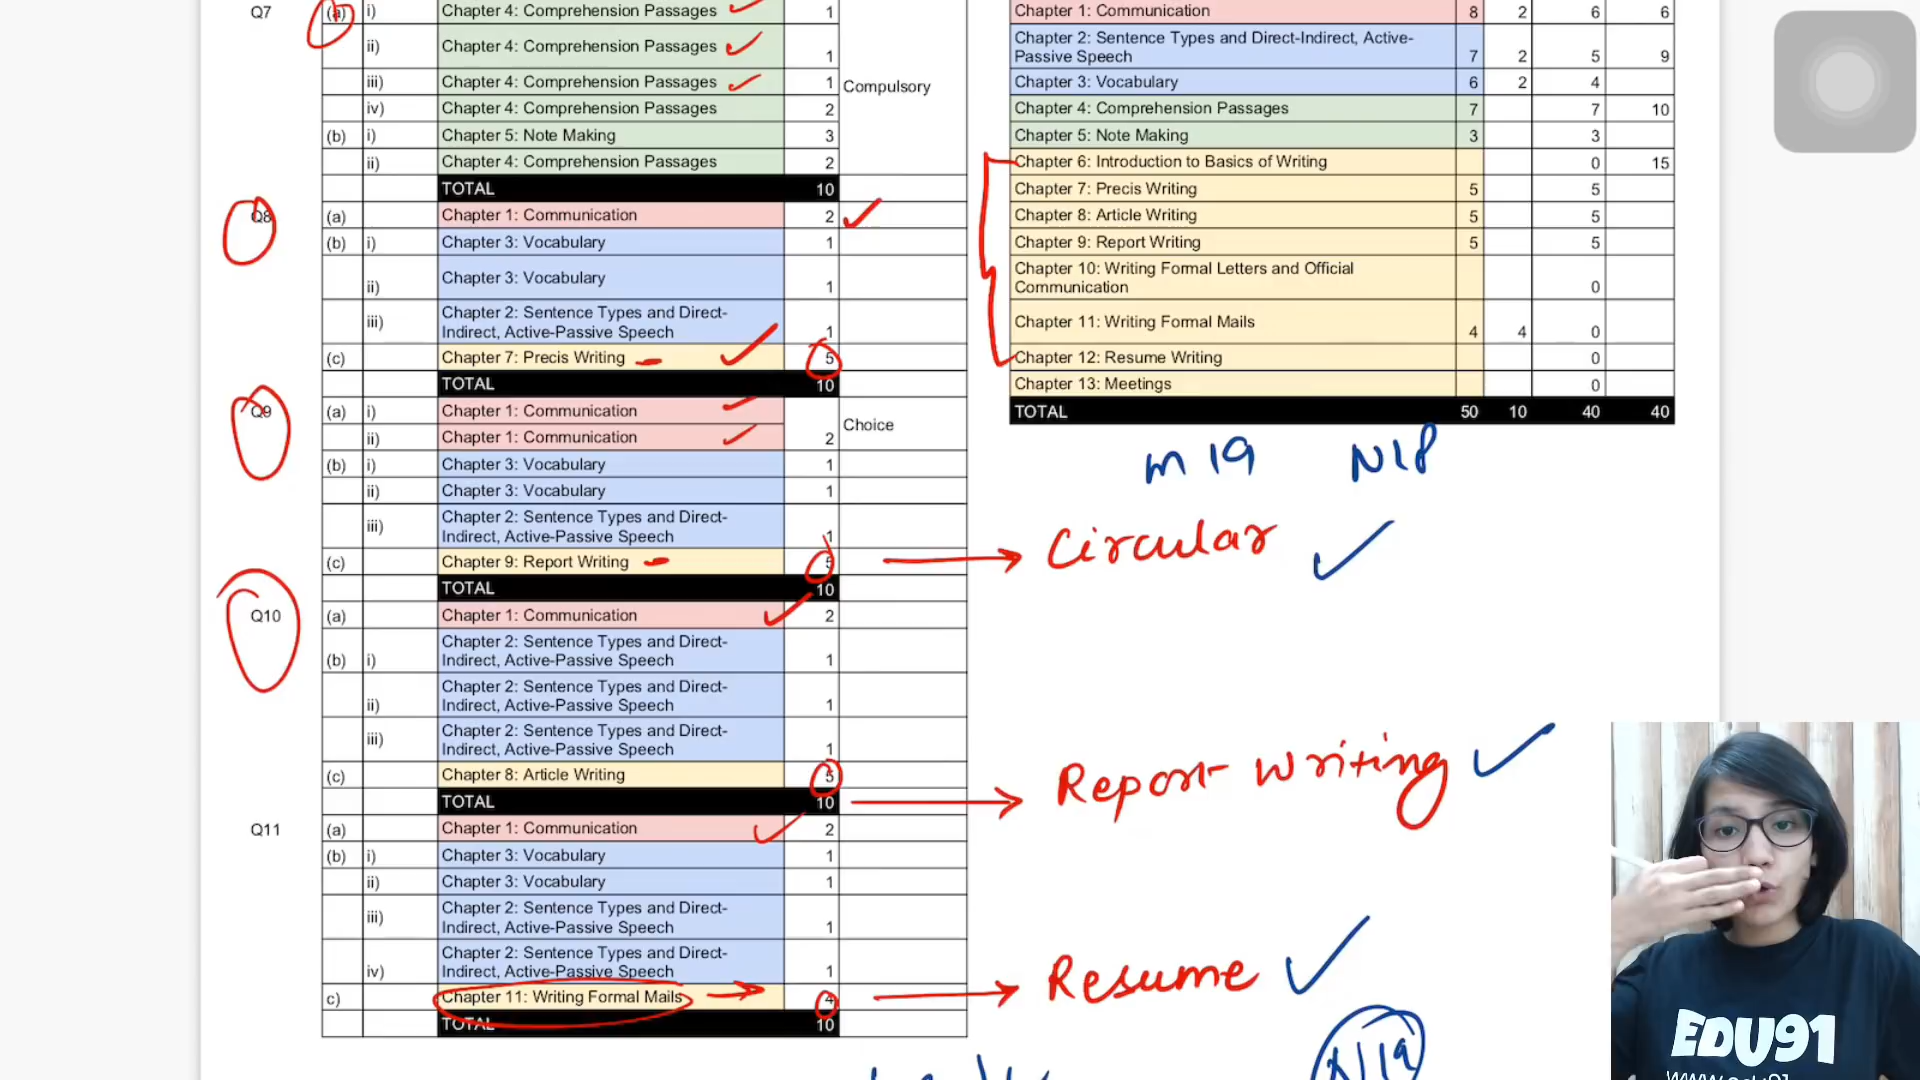 Q7 (a) i) Chapter 4: Comprehension Passages 1
ii) Chapter 4: Comprehension Passages 1
iii) Chapter 4: Comprehension Passages 1 Compulsory
iv) Chapter 4: Comprehension Passages 2
(b) i) Chapter 5: Note Making 3
ii) Chapter 4: Comprehension Passages 2
TOTAL 10
Q8 (a) Chapter 1: Communication 2
(b) i) Chapter 3: Vocabulary 1
ii) Chapter 3: Vocabulary 1
iii) Chapter 2: Sentence Types and Direct-
Indirect, Active-Passive Speech 1
(c) Chapter 7: Precis Writing 5
TOTAL 10
Q9 (a) i) Chapter 1: Communication
Choice
ii) Chapter 1: Communication 2
(b) i) Chapter 3: Vocabulary 1
ii) Chapter 3: Vocabulary 1
iii) Chapter 2: Sentence Types and Direct-
Indirect, Active-Passive Speech 1
(c) Chapter 9: Report Writing 5
TOTAL 10
Q10 (a) Chapter 1: Communication 2
Chapter 2: Sentence Types and Direct-
(b) i) Indirect, Active-Passive Speech 1
Chapter 2: Sentence Types and Direct-
ii) Indirect, Active-Passive Speech 1
iii) Chapter 2: Sentence Types and Direct-
Indirect, Active-Passive Speech 1
(c) Chapter 8: Article Writing 5
TOTAL 10
Q11 (a) Chapter 1: Communication 2
(b) i) Chapter 3: Vocabulary 1
ii) Chapter 3: Vocabulary 1
iii) Chapter 2: Sentence Types and Direct-
Indirect, Active-Passive Speech 1
Chapter 2: Sentence Types and Direct-
iv) Indirect, Active-Passive Speech 1
c) Chapter 11: Writing Formal Mails 4
TOTAL 10
Chapter 1: Communication 8 2 6 6
Chapter 2: Sentence Types and Direct-Indirect, Active-
Passive Speech 7 2 5 9
Chapter 3: Vocabulary 6 2 4
Chapter 4: Comprehension Passages 7 7 10
Chapter 5: Note Making 3 3
Chapter 6: Introduction to Basics of Writing 0 15
Chapter 7: Precis Writing 5 5
Chapter 8: Article Writing 5 5
Chapter 9: Report Writing 5 5
Chapter 10: Writing Formal Letters and Official
Communication 0
Chapter 11: Writing Formal Mails 4 4 0
Chapter 12: Resume Writing 0
Chapter 13: Meetings 0
TOTAL 50 10 40 40
M19 N18
Circular
Report Writing
Resume
N19
EDU91